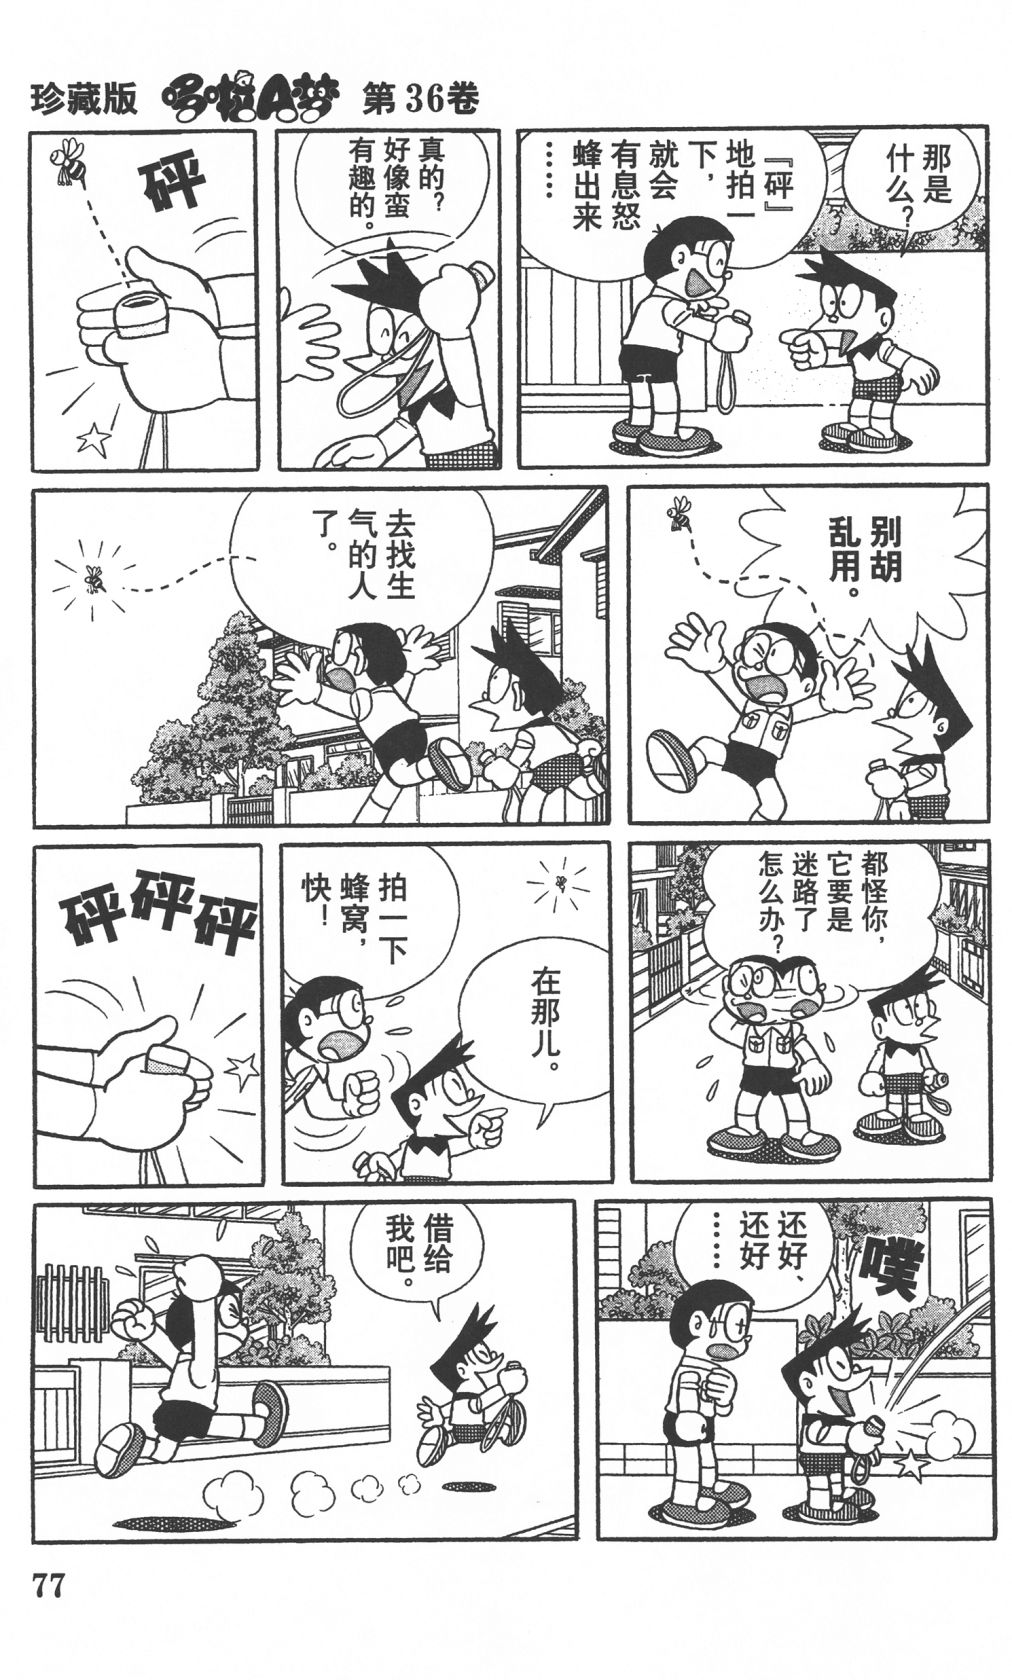 珍藏版 哆啦A梦 第36卷
那是
什么？
『砰』
地拍一
下，
就会
有息怒
蜂出来
……
真的？
好像蛮
有趣的。
砰
别胡
乱用。
去找生
气的人
了。
都怪你，
它要是
迷路了
怎么办？
在那儿。
拍一下
蜂窝，
快！
砰砰砰
噗
还好、
还好
……
借给
我吧。
77